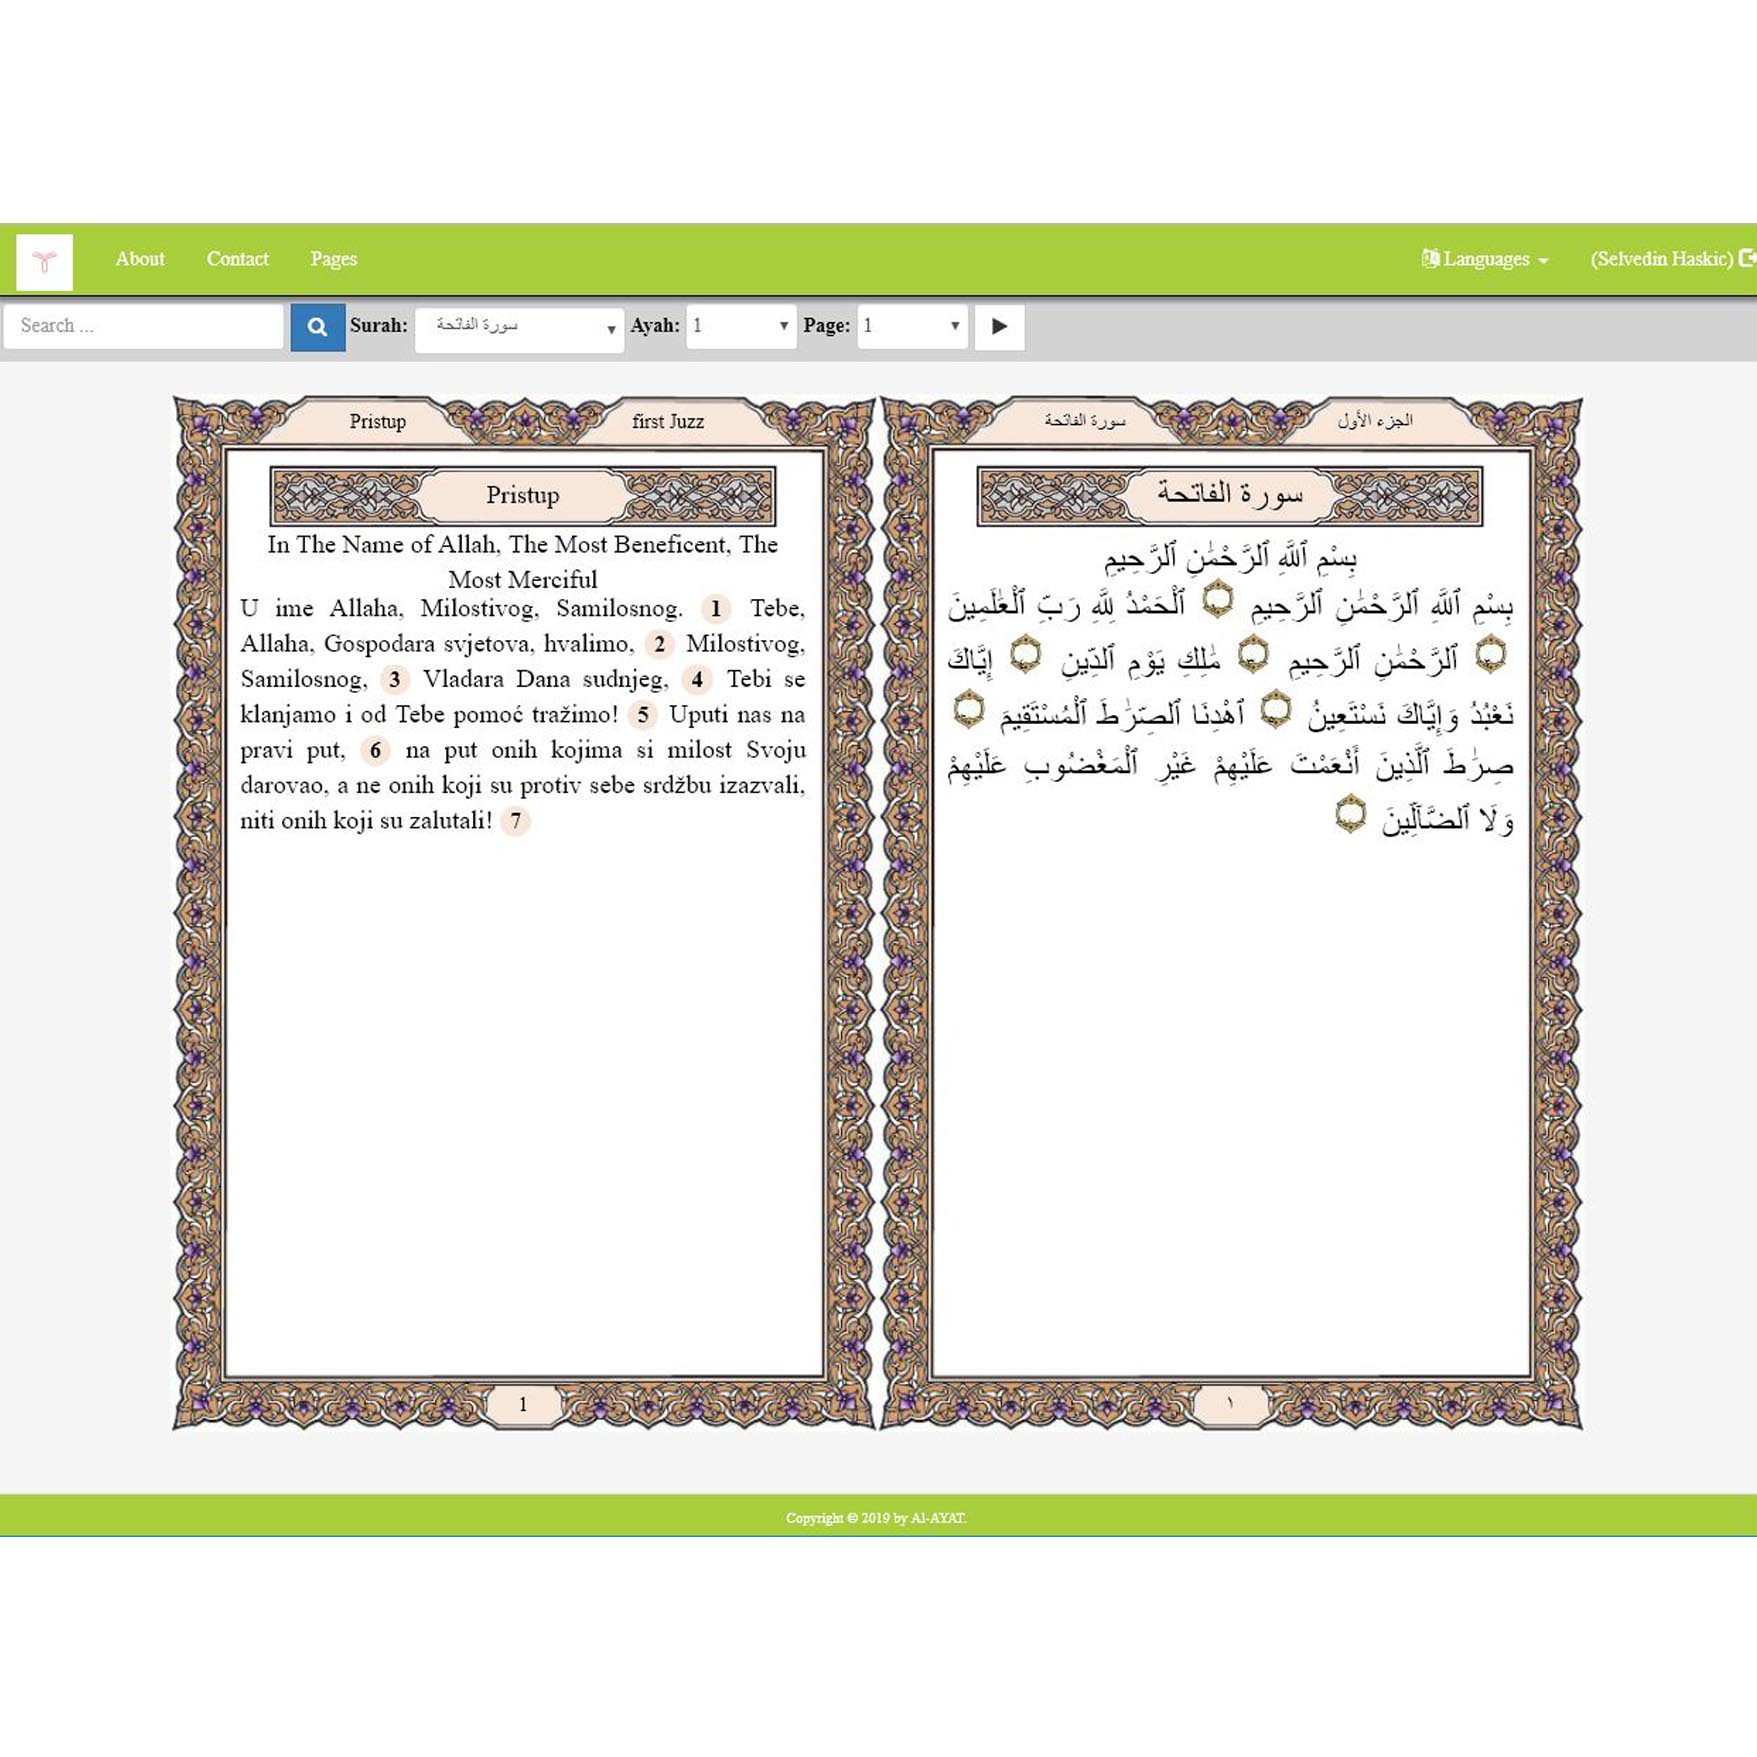 About Contact Pages Languages (Selvedin Haskic)
Search ... Surah: سورة الفاتحة Ayah: 1 Page: 1
Pristup first Juzz
Pristup
In The Name of Allah, The Most Beneficent, The
Most Merciful
U ime Allaha, Milostivog, Samilosnog. 1 Tebe,
Allaha, Gospodara svjetova, hvalimo, 2 Milostivog,
Samilosnog, 3 Vladara Dana sudnjeg, 4 Tebi se
klanjamo i od Tebe pomoć tražimo! 5 Uputi nas na
pravi put, 6 na put onih kojima si milost Svoju
darovao, a ne onih koji su protiv sebe srdžbu izazvali,
niti onih koji su zalutali! 7
1
الجزء الأول سورة الفاتحة
سورة الفاتحة
بِسْمِ ٱللَّهِ ٱلرَّحْمَٰنِ ٱلرَّحِيمِ
بِسْمِ ٱللَّهِ ٱلرَّحْمَٰنِ ٱلرَّحِيمِ ٱلْحَمْدُ لِلَّهِ رَبِّ ٱلْعَٰلَمِينَ
ٱلرَّحْمَٰنِ ٱلرَّحِيمِ مَٰلِكِ يَوْمِ ٱلدِّينِ إِيَّاكَ
نَعْبُدُ وَإِيَّاكَ نَسْتَعِينُ ٱهْدِنَا ٱلصِّرَٰطَ ٱلْمُسْتَقِيمَ
صِرَٰطَ ٱلَّذِينَ أَنْعَمْتَ عَلَيْهِمْ غَيْرِ ٱلْمَغْضُوبِ عَلَيْهِمْ
وَلَا ٱلضَّآلِّينَ
١
Copyright © 2019 by Al-AYAT.